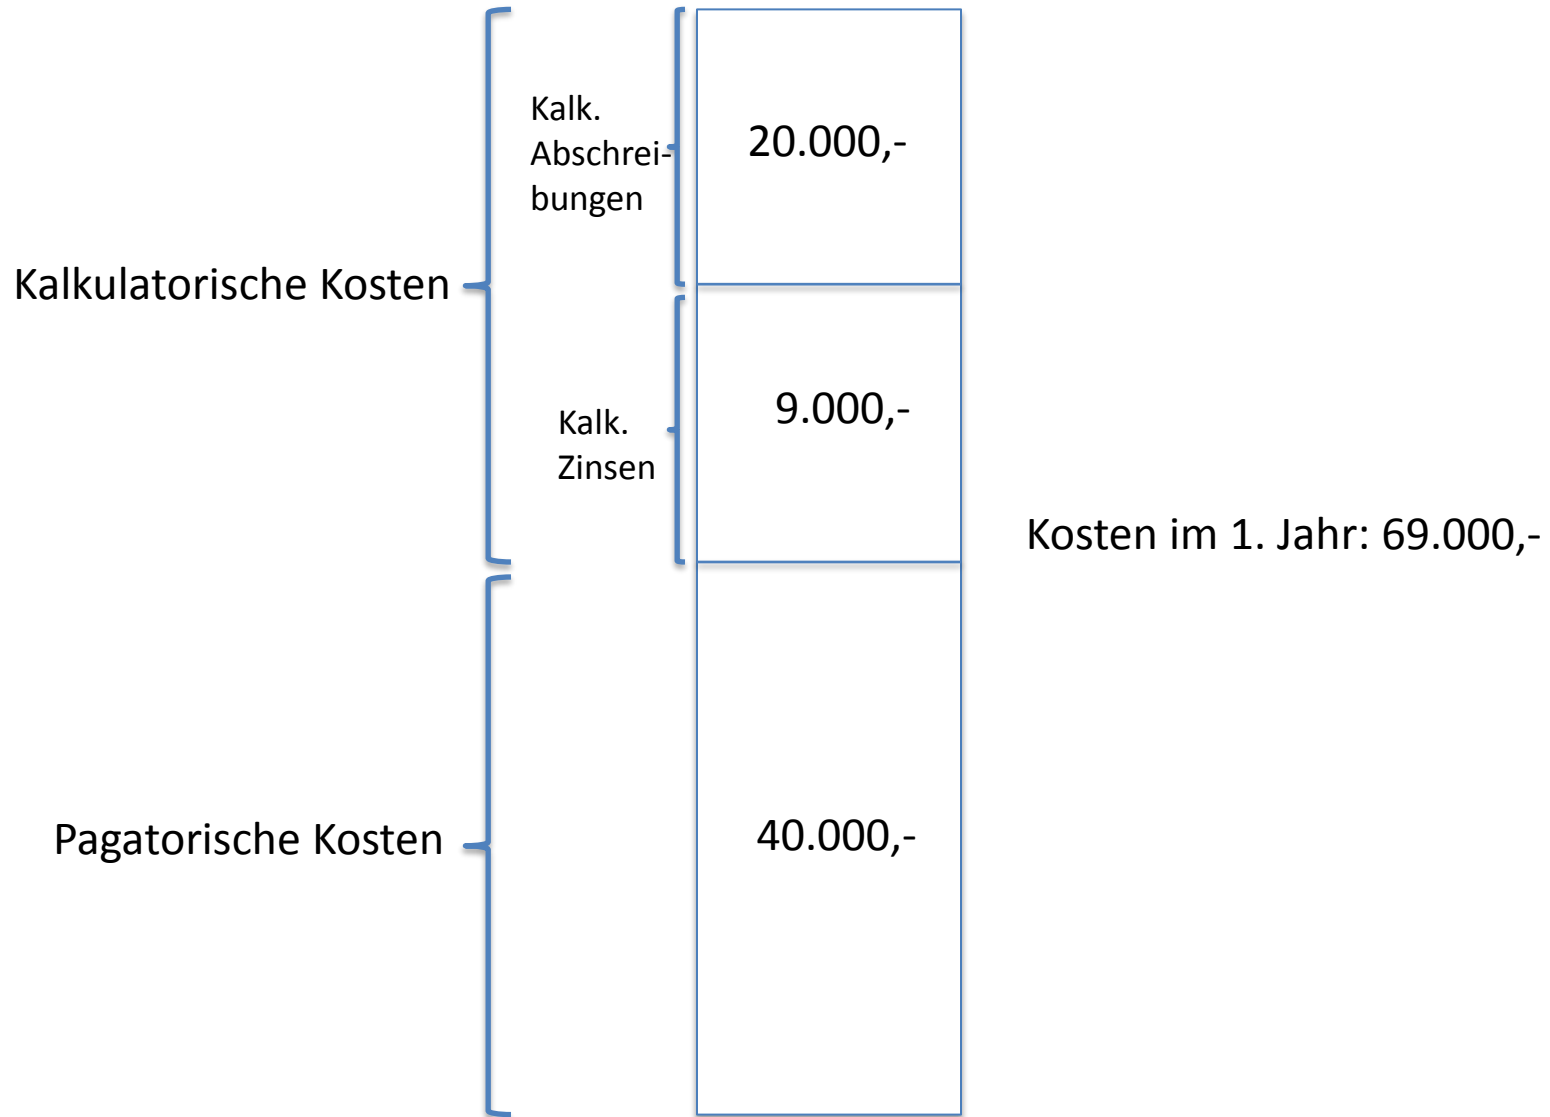 Kalk.
Abschrei-
bungen
20.000,-
Kalkulatorische Kosten
9.000,-
Kalk.
Zinsen
Kosten im 1. Jahr: 69.000,-
Pagatorische Kosten
40.000,-